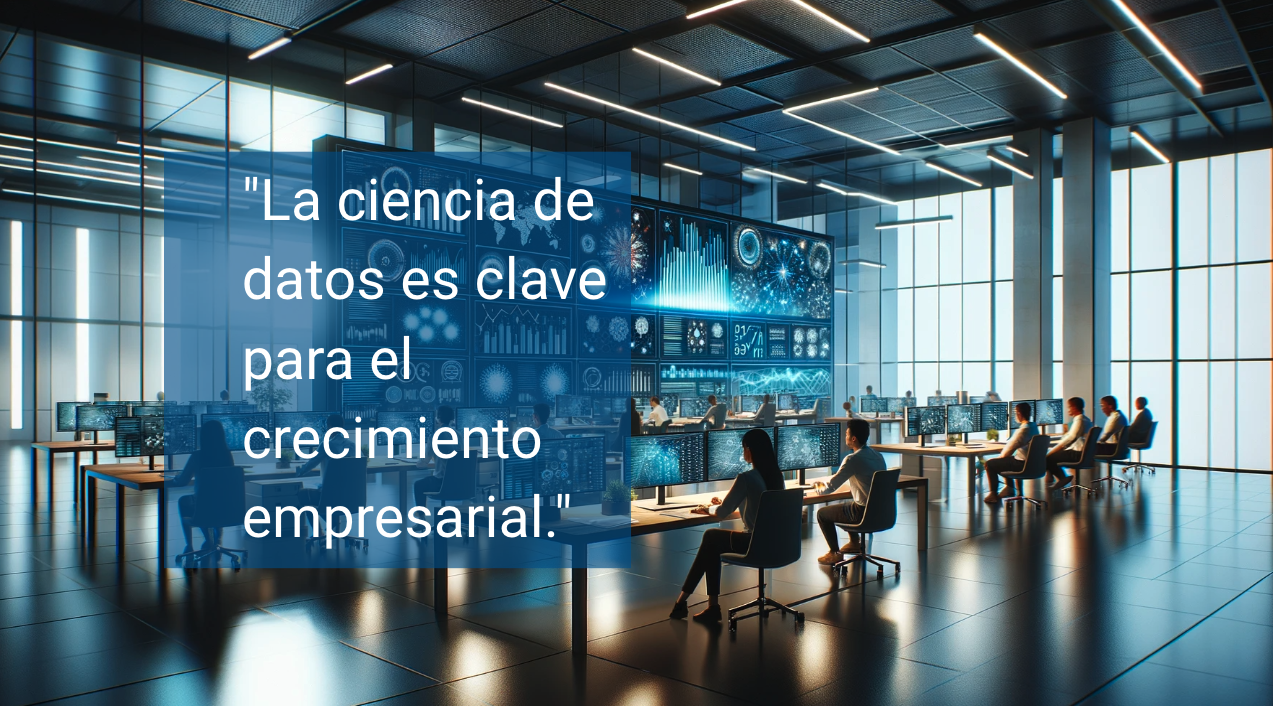 "La ciencia de
datos es clave
para el
crecimiento
empresarial."